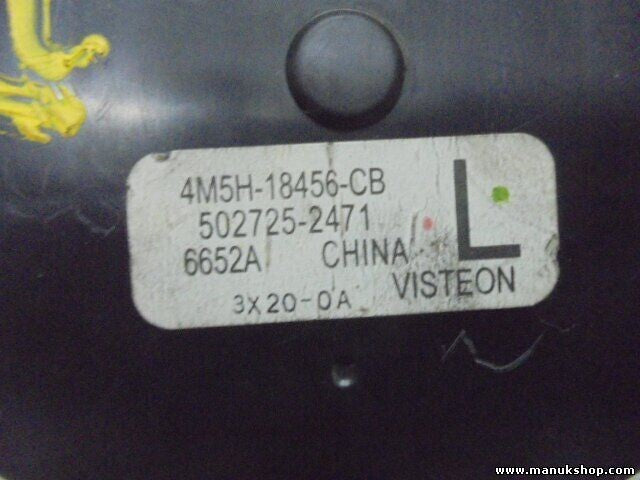 4M5H-18456-CB
502725-2471
6652A CHINA
L
VISTEON
3X20-0A
www.manukshop.com